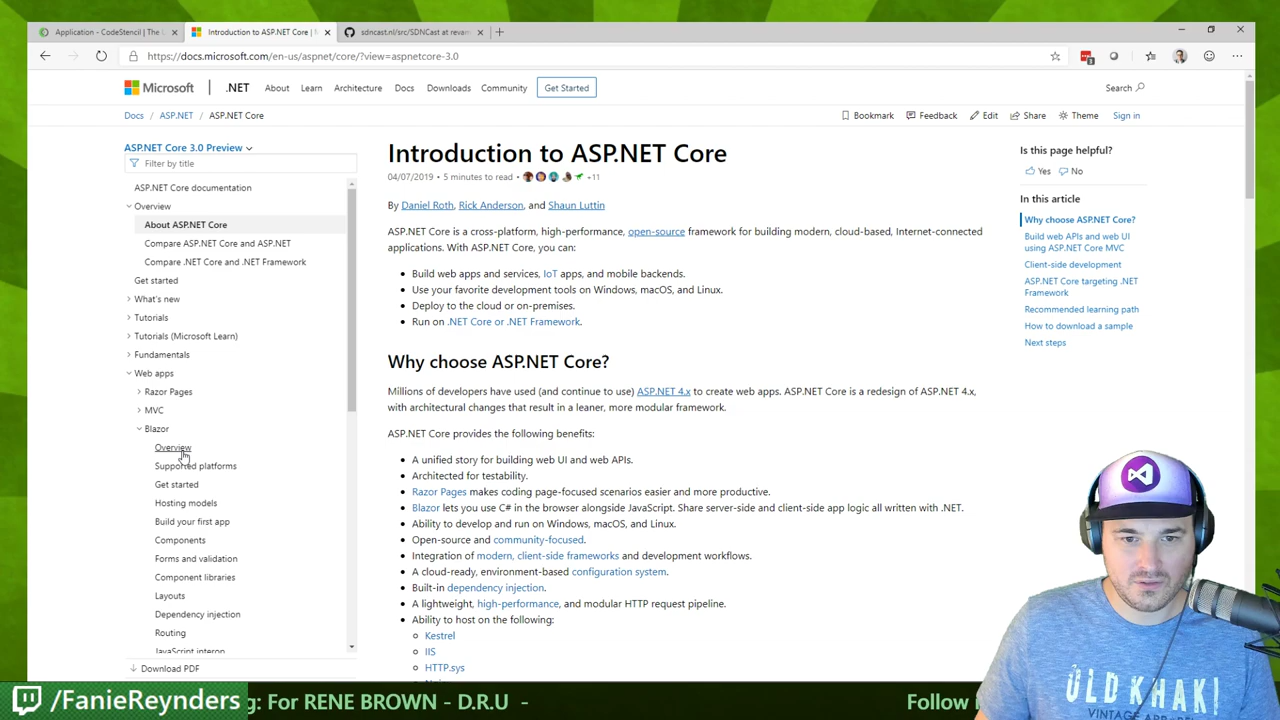 Application - CodeStencil | The U
Introduction to ASP.NET Core | M
sdncast.nl/src/SDNCast at revam
https://docs.microsoft.com/en-us/aspnet/core/?view=aspnetcore-3.0
Microsoft
.NET
About
Learn
Architecture
Docs
Downloads
Community
Get Started
Search
Docs > ASP.NET > ASP.NET Core
Bookmark
Feedback
Edit
Share
Theme
Sign in
ASP.NET Core 3.0 Preview
Filter by title
ASP.NET Core documentation
Overview
About ASP.NET Core
Compare ASP.NET Core and ASP.NET
Compare .NET Core and .NET Framework
Get started
What's new
Tutorials
Tutorials (Microsoft Learn)
Fundamentals
Web apps
Razor Pages
MVC
Blazor
Overview
Supported platforms
Get started
Hosting models
Build your first app
Components
Forms and validation
Component libraries
Layouts
Dependency injection
Routing
JavaScript interop
Download PDF
Introduction to ASP.NET Core
04/07/2019 • 5 minutes to read • +11
By Daniel Roth, Rick Anderson, and Shaun Luttin
ASP.NET Core is a cross-platform, high-performance, open-source framework for building modern, cloud-based, Internet-connected
applications. With ASP.NET Core, you can:
• Build web apps and services, IoT apps, and mobile backends.
• Use your favorite development tools on Windows, macOS, and Linux.
• Deploy to the cloud or on-premises.
• Run on .NET Core or .NET Framework.
Why choose ASP.NET Core?
Millions of developers have used (and continue to use) ASP.NET 4.x to create web apps. ASP.NET Core is a redesign of ASP.NET 4.x,
with architectural changes that result in a leaner, more modular framework.
ASP.NET Core provides the following benefits:
• A unified story for building web UI and web APIs.
• Architected for testability.
• Razor Pages makes coding page-focused scenarios easier and more productive.
• Blazor lets you use C# in the browser alongside JavaScript. Share server-side and client-side app logic all written with .NET.
• Ability to develop and run on Windows, macOS, and Linux.
• Open-source and community-focused.
• Integration of modern, client-side frameworks and development workflows.
• A cloud-ready, environment-based configuration system.
• Built-in dependency injection.
• A lightweight, high-performance, and modular HTTP request pipeline.
• Ability to host on the following:
Kestrel
IIS
HTTP.sys
Is this page helpful?
Yes
No
In this article
Why choose ASP.NET Core?
Build web APIs and web UI
using ASP.NET Core MVC
Client-side development
ASP.NET Core targeting .NET
Framework
Recommended learning path
How to download a sample
Next steps
OLD KHAKI
VINTAGE
/FanieReynders
g: For RENE BROWN - D.R.U -
Follow